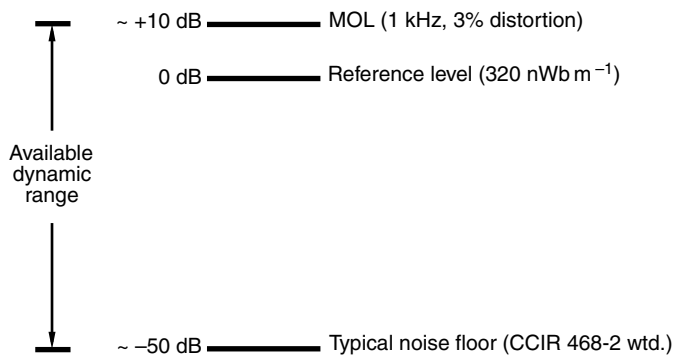 ~ +10 dB MOL (1 kHz, 3% distortion)
0 dB Reference level (320 nWb m⁻¹)
Available
dynamic
range
~ –50 dB Typical noise floor (CCIR 468-2 wtd.)